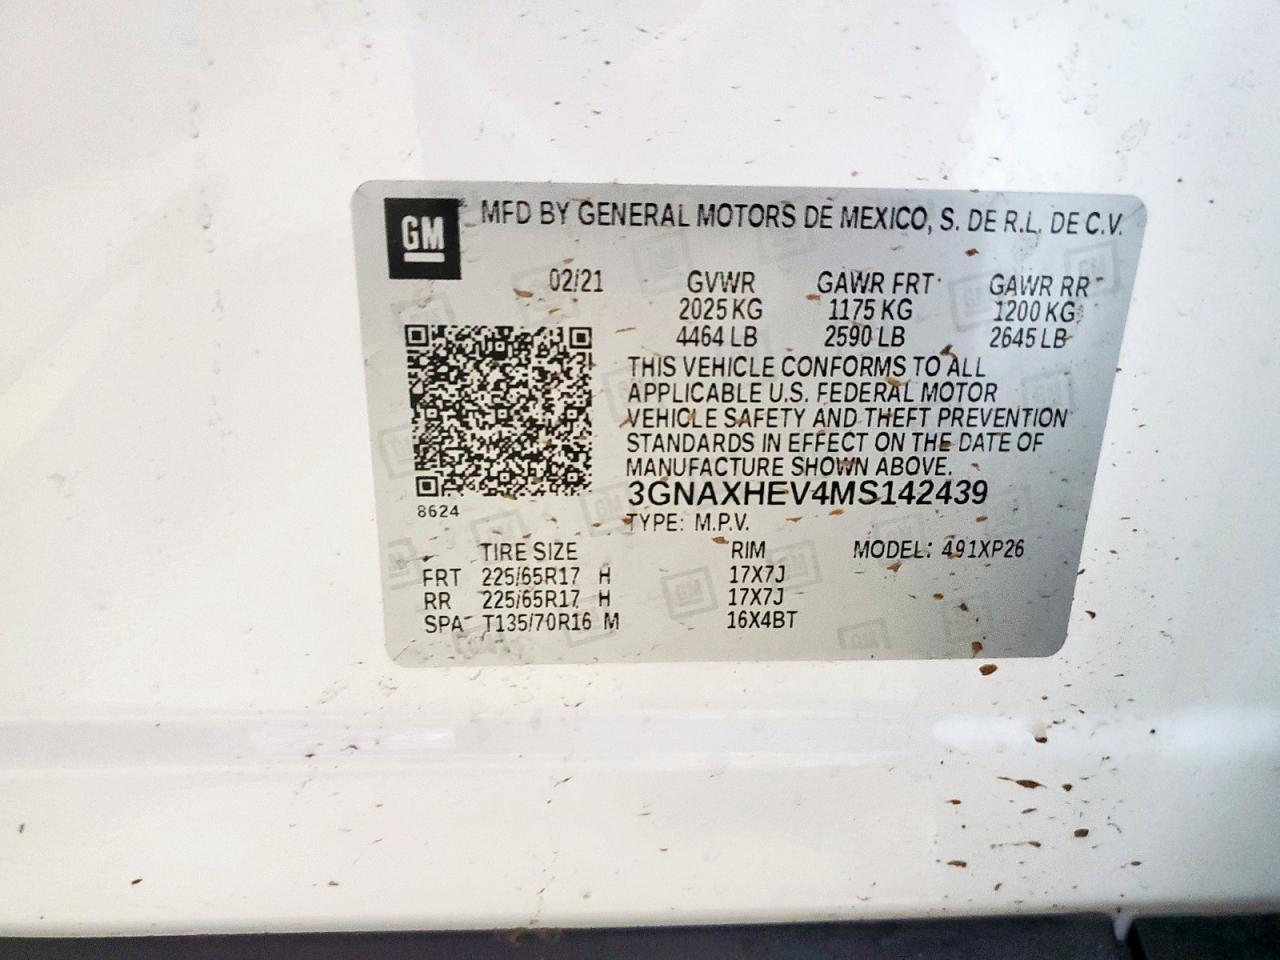 GM MFD BY GENERAL MOTORS DE MEXICO, S. DE R.L. DE C.V.
02/21 GVWR GAWR FRT GAWR RR
2025 KG 1175 KG 1200 KG
4464 LB 2590 LB 2645 LB
THIS VEHICLE CONFORMS TO ALL
APPLICABLE U.S. FEDERAL MOTOR
VEHICLE SAFETY AND THEFT PREVENTION
STANDARDS IN EFFECT ON THE DATE OF
MANUFACTURE SHOWN ABOVE.
3GNAXHEV4MS142439
8624
TYPE: M.P.V.
TIRE SIZE RIM MODEL: 491XP26
FRT 225/65R17 H 17X7J
RR 225/65R17 H 17X7J
SPA T135/70R16 M 16X4BT